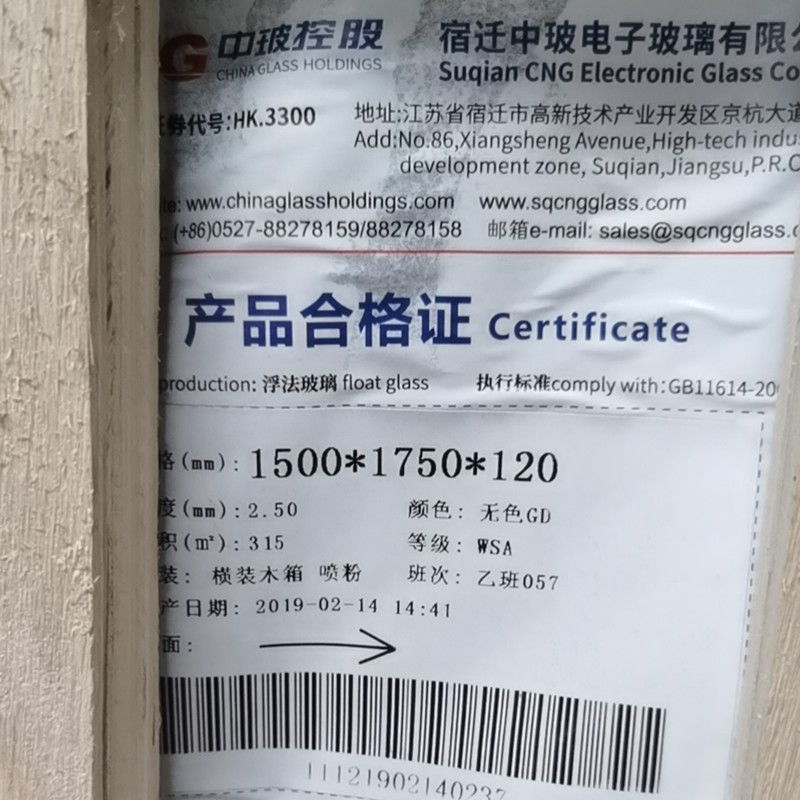 G 中玻控股
CHINA GLASS HOLDINGS
宿迁中玻电子玻璃有限
Suqian CNG Electronic Glass Co
券代号:HK.3300
地址:江苏省宿迁市高新技术产业开发区京杭大道
Add:No.86,Xiangsheng Avenue,High-tech indu
development zone, Suqian,Jiangsu,P.R.C
te: www.chinaglassholdings.com www.sqcngglass.com
(+86)0527-88278159/88278158 邮箱e-mail: sales@sqcngglass.c
产品合格证 Certificate
production: 浮法玻璃 float glass 执行标准comply with:GB11614-20
格(mm): 1500*1750*120
度(mm): 2.50 颜色: 无色GD
积(m²): 315 等级: WSA
装: 横装木箱 喷粉 班次: 乙班057
产日期: 2019-02-14 14:41
面:
11121902140237